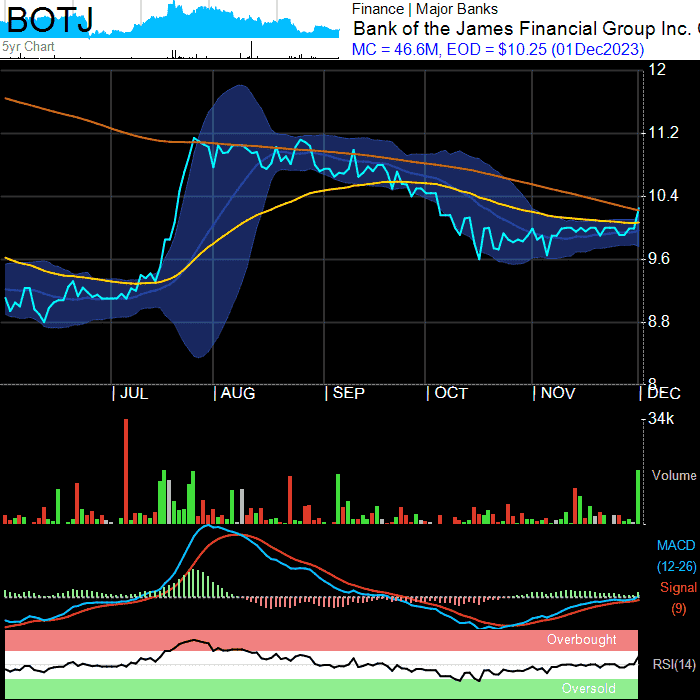 BOTJ
5yr Chart
Finance | Major Banks
Bank of the James Financial Group Inc. (
MC = 46.6M, EOD = $10.25 (01Dec2023)
12
11.2
10.4
9.6
8.8
8
| JUL | AUG | SEP | OCT | NOV | DEC
34k
Volume
MACD
(12-26)
Signal
(9)
Overbought
RSI(14)
Oversold